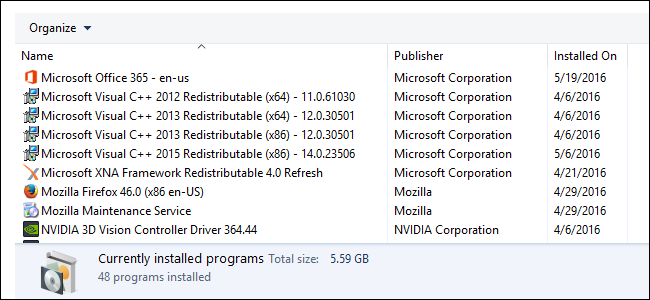 Organize
Name Publisher Installed On
Microsoft Office 365 - en-us Microsoft Corporation 5/19/2016
Microsoft Visual C++ 2012 Redistributable (x64) - 11.0.61030 Microsoft Corporation 4/6/2016
Microsoft Visual C++ 2013 Redistributable (x64) - 12.0.30501 Microsoft Corporation 4/6/2016
Microsoft Visual C++ 2013 Redistributable (x86) - 12.0.30501 Microsoft Corporation 4/6/2016
Microsoft Visual C++ 2015 Redistributable (x86) - 14.0.23506 Microsoft Corporation 5/6/2016
Microsoft XNA Framework Redistributable 4.0 Refresh Microsoft Corporation 4/21/2016
Mozilla Firefox 46.0 (x86 en-US) Mozilla 4/29/2016
Mozilla Maintenance Service Mozilla 4/29/2016
NVIDIA 3D Vision Controller Driver 364.44 NVIDIA Corporation 4/6/2016
Currently installed programs Total size: 5.59 GB
48 programs installed